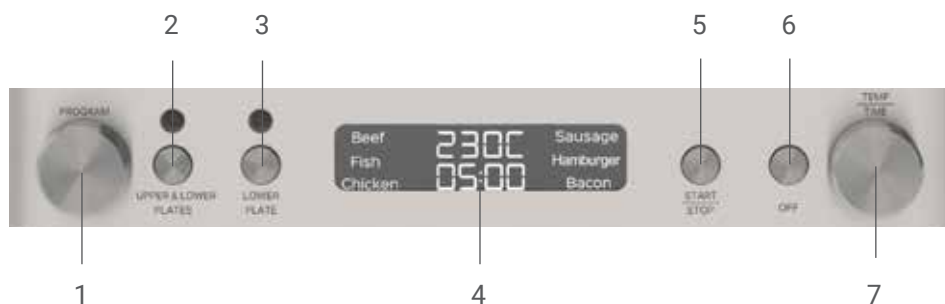 2 3 5 6
PROGRAM
TEMP
TIME
Beef 230C Sausage
Fish Hamburger
Chicken 05:00 Bacon
UPPER & LOWER
PLATES
LOWER
PLATE
START
STOP
OFF
1 4 7